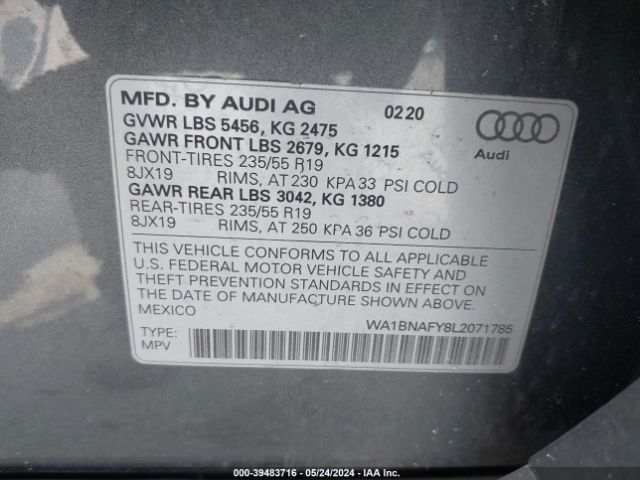 MFD. BY AUDI AG 0220
GVWR LBS 5456, KG 2475
GAWR FRONT LBS 2679, KG 1215
FRONT-TIRES 235/55 R19
8JX19 RIMS, AT 230 KPA 33 PSI COLD
GAWR REAR LBS 3042, KG 1380
REAR-TIRES 235/55 R19
8JX19 RIMS, AT 250 KPA 36 PSI COLD
Audi
THIS VEHICLE CONFORMS TO ALL APPLICABLE
U.S. FEDERAL MOTOR VEHICLE SAFETY AND
THEFT PREVENTION STANDARDS IN EFFECT ON
THE DATE OF MANUFACTURE SHOWN ABOVE.
MEXICO
WA1BNAFY8L2071785
TYPE:
MPV
000-39483716 - 05/24/2024 - IAA Inc.